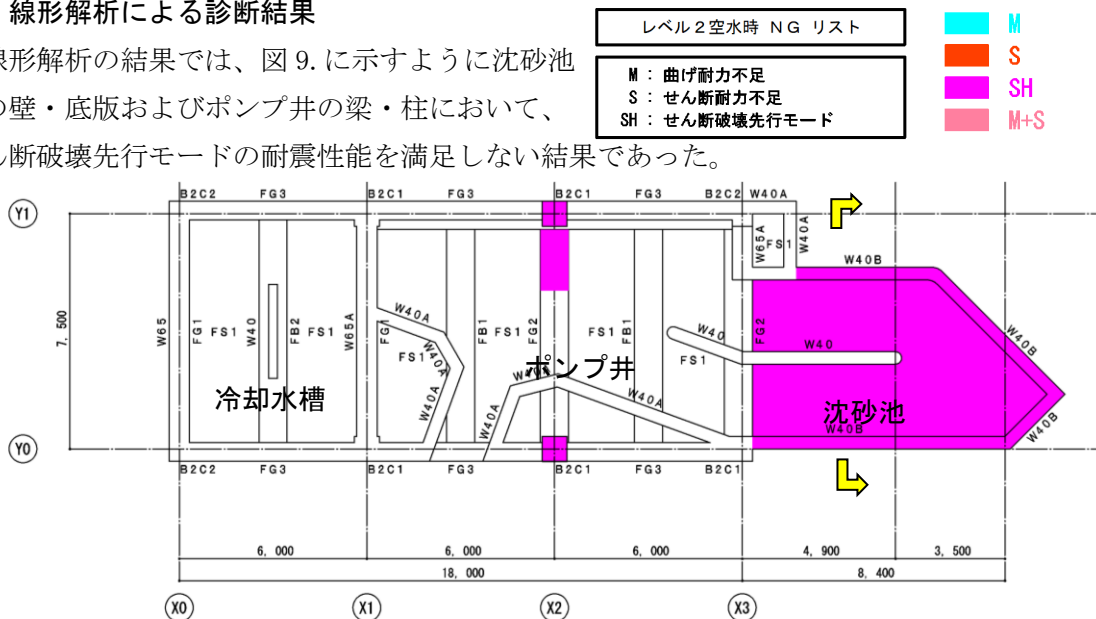 線形解析による診断結果
線形解析の結果では、図 9. に示すように沈砂池
の壁・底版およびポンプ井の梁・柱において、
ん断破壊先行モードの耐震性能を満足しない結果であった。
レベル2空水時 NG リスト
M : 曲げ耐力不足
S : せん断耐力不足
SH : せん断破壊先行モード
M
S
SH
M+S
Y1
B2C2 FG3 B2C1 FG3 B2C1 FG3 B2C2 W40A
W65A FS1 W40A
W40B
7,500
W65 FG1 FS1 W40 FB2 FS1 W65A FG1 W40A FS1 W40A FB1 FS1 FG2 FS1 FB1 W40 FS1 FG2 W40 W40B
冷却水槽
ポンプ井
沈砂池
W40A W40A W40A W40B W40B
Y0
B2C2 FG3 B2C1 FG3 B2C1 FG3 B2C1
6,000 6,000 6,000 4,900 3,500
18,000 8,400
X0 X1 X2 X3